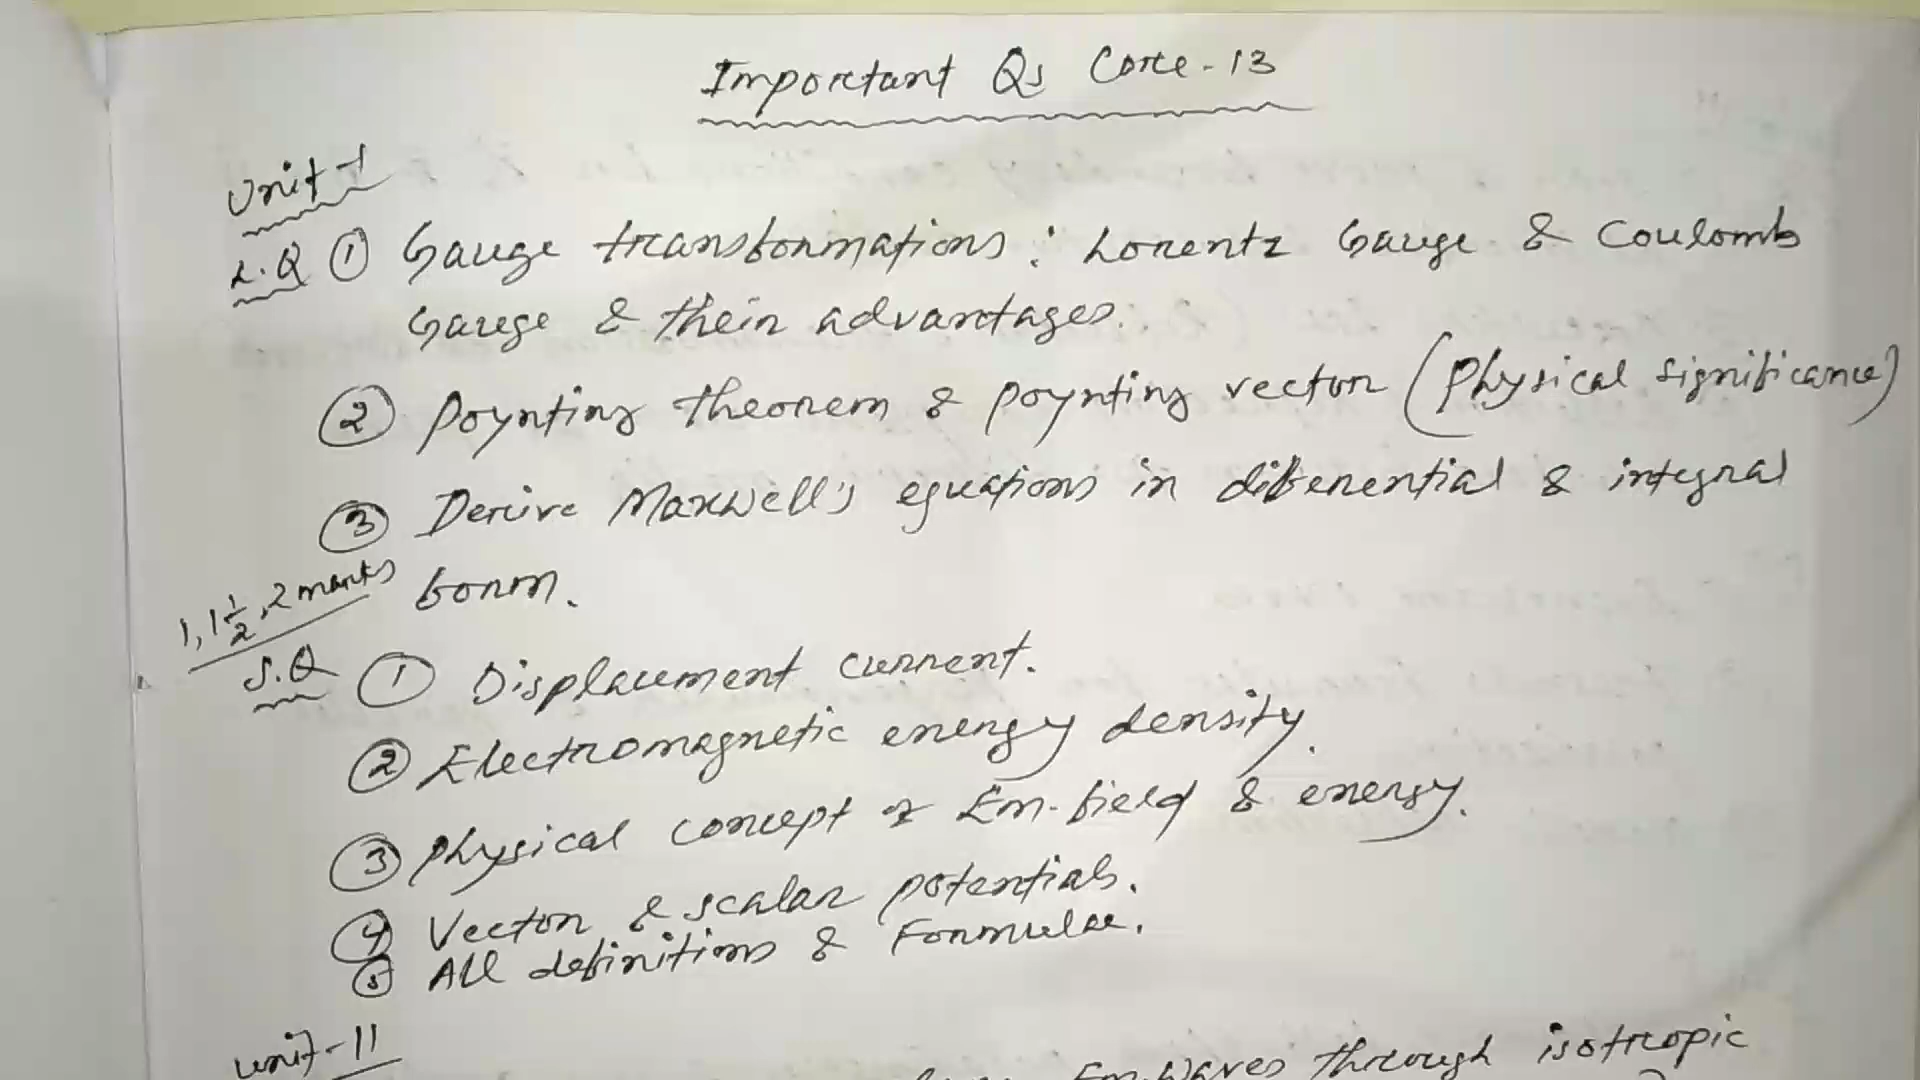 Important Qs Core-13
Unit-I
L.Q ① Gauge transformations : Lorentz Gauge & Coulomb
Gauge & their advantages.
② Poynting theorem & poynting vector (Physical significance)
③ Derive Maxwell's equations in diferential & integral
form.
1, 1½, 2 marks
S.Q ① Displacement current.
② Electromagnetic energy density.
③ physical concept of Em-field & energy.
④ Vector & scalar potentials.
⑤ All definitions & Formulae.
Unit-II
Em-waves through isotropic